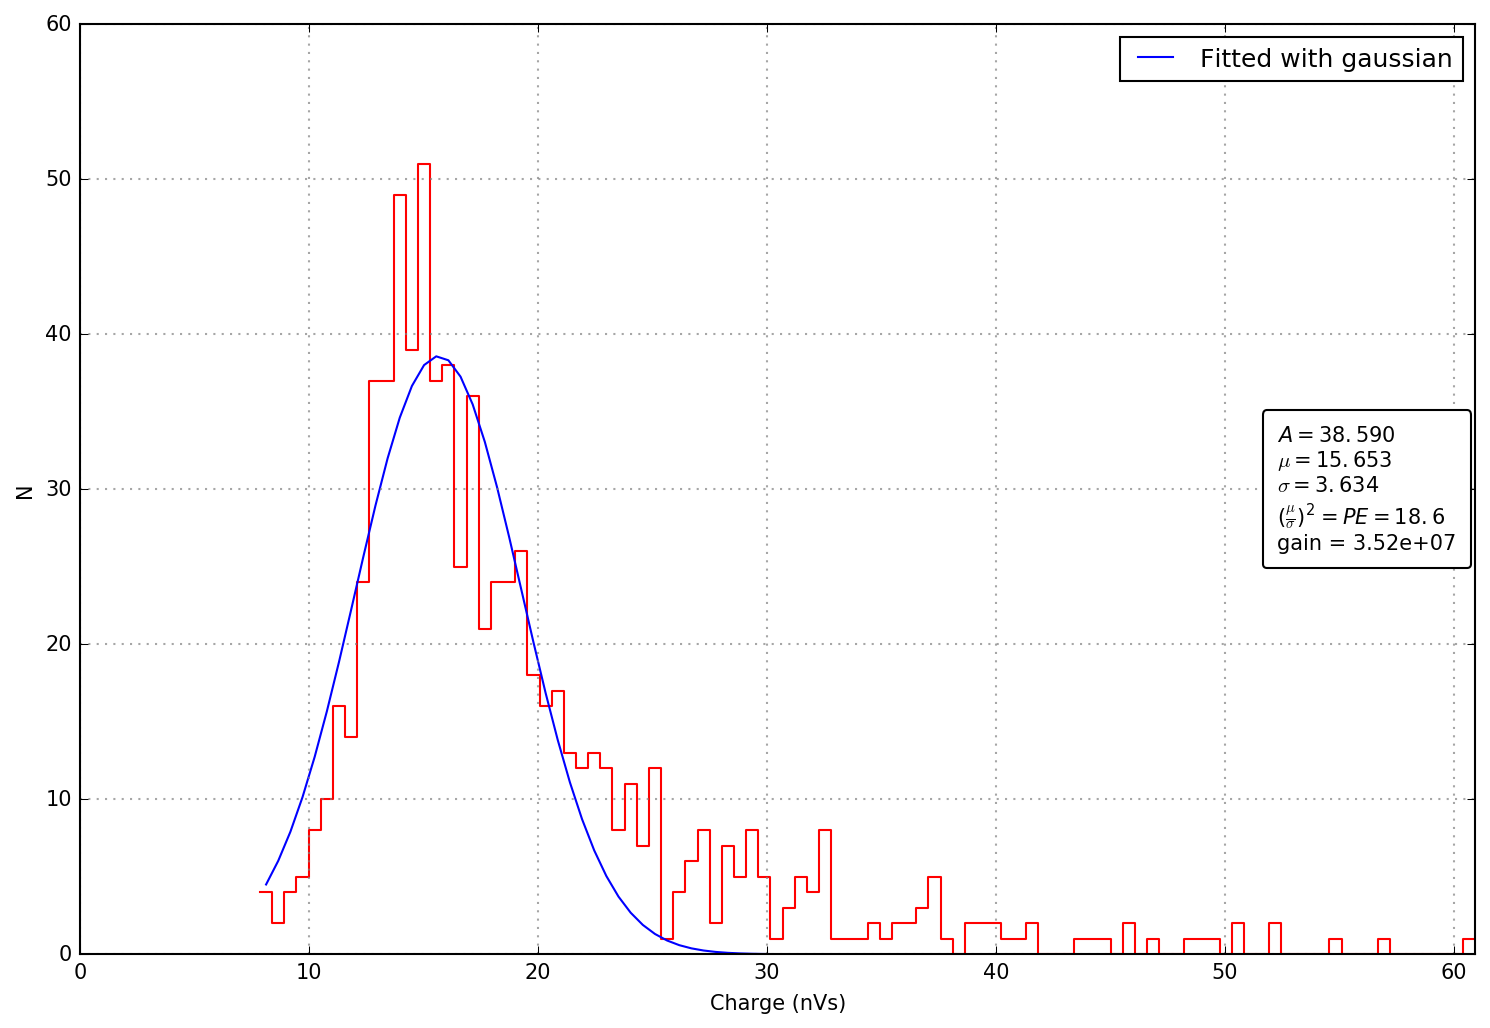 Fitted with gaussian
60
50
40
30
20
10
0
N
A = 38.590
μ = 15.653
σ = 3.634
(μ/σ)² = PE = 18.6
gain = 3.52e+07
0 10 20 30 40 50 60
Charge (nVs)